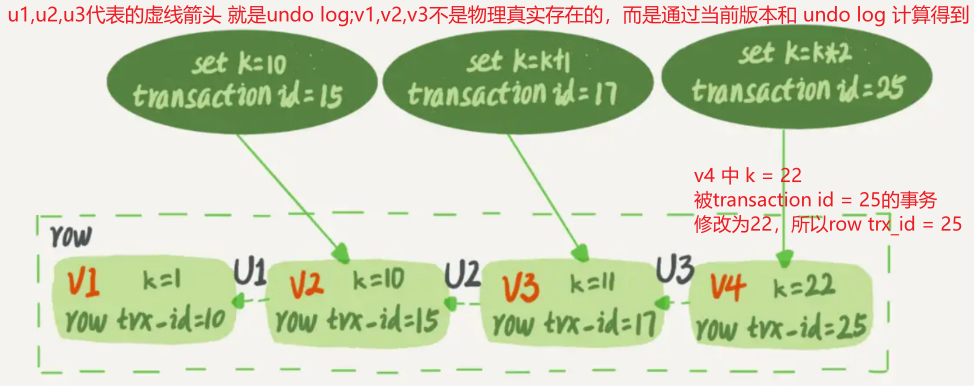 u1,u2,u3代表的虚线箭头 就是undo log;v1,v2,v3不是物理真实存在的，而是通过当前版本和 undo log 计算得到
set k=10
transaction id=15
set k=k+1
transaction id=17
set k=k*2
transaction id=25
v4 中 k = 22
被transaction id = 25的事务
修改为22，所以row trx_id = 25
row
V1 k=1
row trx-id=10
U1
V2 k=10
row trx-id=15
U2
V3 k=11
row trx-id=17
U3
V4 k=22
row trx-id=25